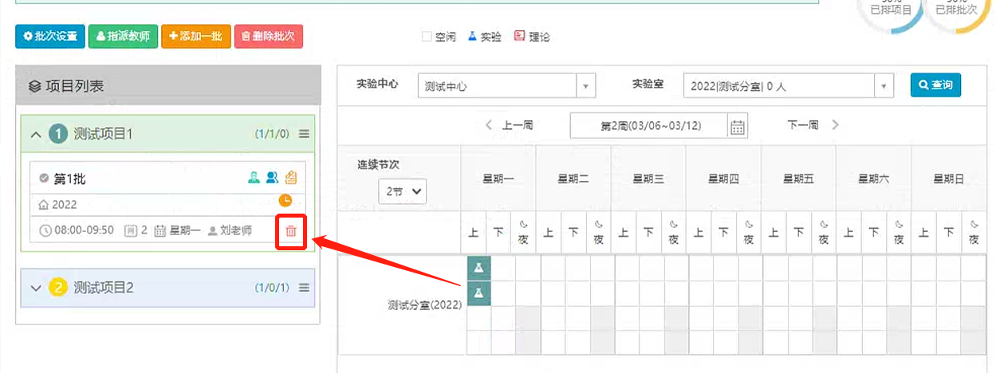 已排项目 已排批次
批次设置 指派教师 添加一批 删除批次 空闲 实验 理论
项目列表
1 测试项目1 (1/1/0)
第1批
2022
08:00-09:50 间 2 星期一 刘老师
2 测试项目2 (1/0/1)
实验中心 测试中心 实验室 2022|测试分室| 0 人 查询
上一周 第2周(03/06~03/12) 下一周
连续节次
2节
星期一 星期二 星期三 星期四 星期五 星期六 星期日
上 下 夜 上 下 夜 上 下 夜 上 下 夜 上 下 夜 上 下 夜 上 下 夜
测试分室(2022)